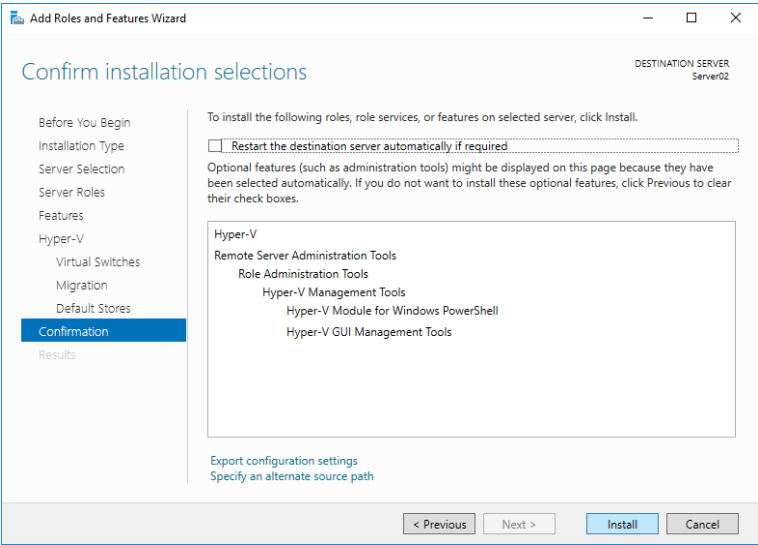 Add Roles and Features Wizard
Confirm installation selections
DESTINATION SERVER
Server02
Before You Begin
Installation Type
Server Selection
Server Roles
Features
Hyper-V
Virtual Switches
Migration
Default Stores
Confirmation
Results
To install the following roles, role services, or features on selected server, click Install.
Restart the destination server automatically if required
Optional features (such as administration tools) might be displayed on this page because they have
been selected automatically. If you do not want to install these optional features, click Previous to clear
their check boxes.
Hyper-V
Remote Server Administration Tools
Role Administration Tools
Hyper-V Management Tools
Hyper-V Module for Windows PowerShell
Hyper-V GUI Management Tools
Export configuration settings
Specify an alternate source path
< Previous
Next >
Install
Cancel